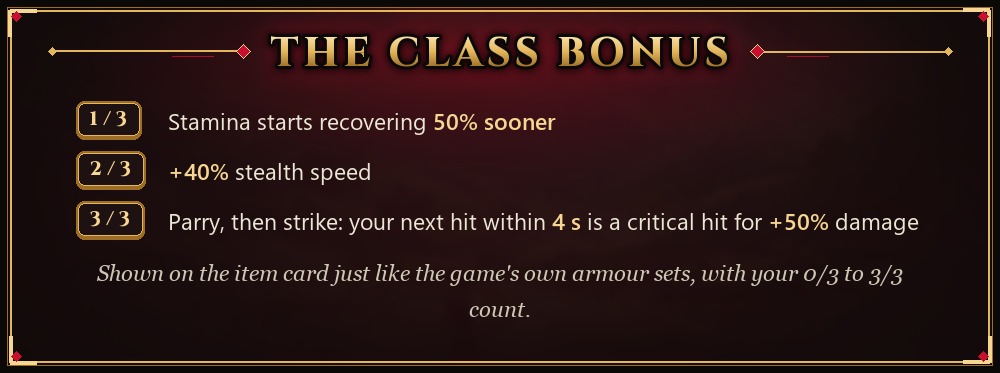 THE CLASS BONUS
1 / 3 Stamina starts recovering 50% sooner
2 / 3 +40% stealth speed
3 / 3 Parry, then strike: your next hit within 4 s is a critical hit for +50% damage
Shown on the item card just like the game's own armour sets, with your 0/3 to 3/3
count.